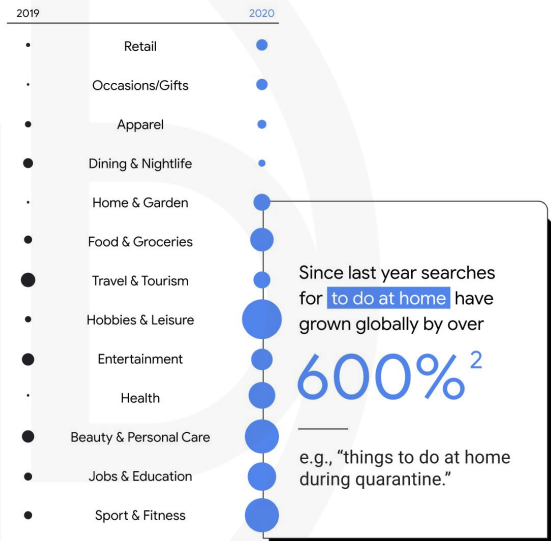 2019 2020
Retail
Occasions/Gifts
Apparel
Dining & Nightlife
Home & Garden
Food & Groceries
Travel & Tourism
Hobbies & Leisure
Entertainment
Health
Beauty & Personal Care
Jobs & Education
Sport & Fitness
Since last year searches
for to do at home have
grown globally by over
600%²
e.g., “things to do at home
during quarantine.”